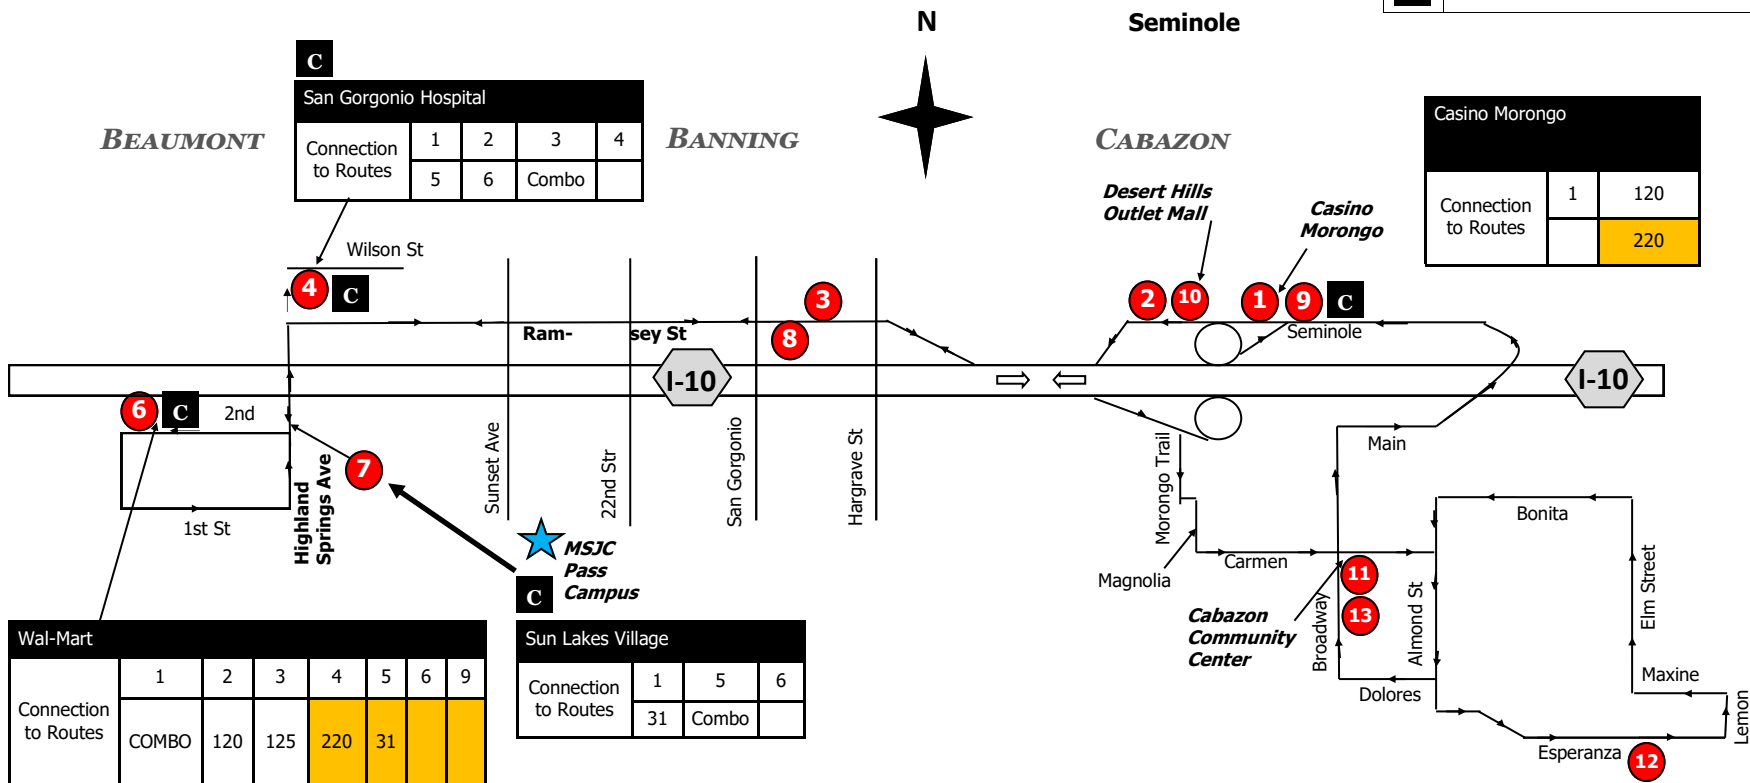 N
Seminole
C
San Gorgonio Hospital
Connection
to Routes
1 2 3 4
5 6 Combo
BEAUMONT
BANNING
CABAZON
Casino Morongo
Connection
to Routes
1 120
220
Desert Hills
Outlet Mall
Casino
Morongo
Wilson St
4
C
3
8
2
10
1
9
C
Ram-
sey St
Seminole
I-10
I-10
6
C
2nd
7
1st St
Highland
Springs Ave
Sunset Ave
22nd Str
San Gorgonio
Hargrave St
Morongo Trail
Main
Bonita
Magnolia
Carmen
11
13
Cabazon
Community
Center
Broadway
Almond St
Elm Street
Dolores
Maxine
Lemon
Esperanza
12
MSJC
Pass
Campus
C
Wal-Mart
Connection
to Routes
1 2 3 4 5 6 9
COMBO 120 125 220 31
Sun Lakes Village
Connection
to Routes
1 5 6
31 Combo